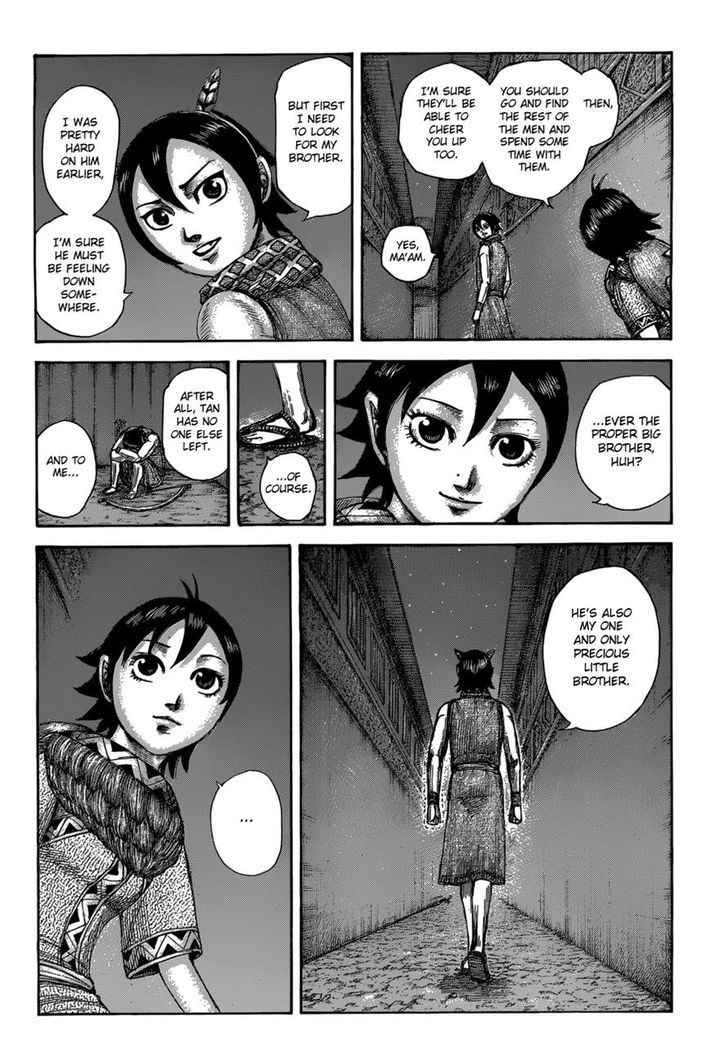 THEN,
YOU SHOULD
GO AND FIND
THE REST OF
THE MEN AND
SPEND SOME
TIME WITH
THEM.
I'M SURE
THEY'LL BE
ABLE TO
CHEER
YOU UP
TOO.
YES,
MA'AM.
BUT FIRST
I NEED
TO LOOK
FOR MY
BROTHER.
I WAS
PRETTY
HARD
ON HIM
EARLIER,
I'M SURE
HE MUST
BE FEELING
DOWN
SOME-
WHERE.
...EVER THE
PROPER BIG
BROTHER,
HUH?
...OF
COURSE.
AFTER
ALL, TAN
HAS NO
ONE ELSE
LEFT.
AND TO
ME...
HE'S ALSO
MY ONE
AND ONLY
PRECIOUS
LITTLE
BROTHER.
...